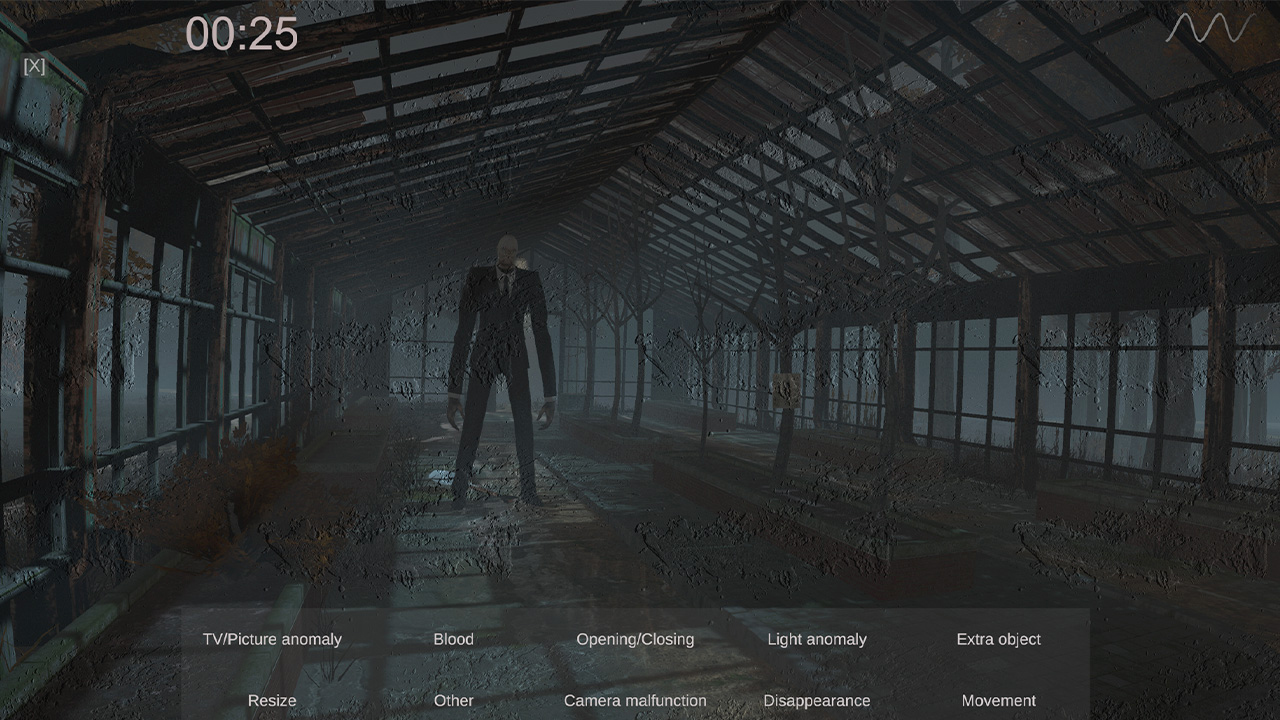 00:25
[X]
TV/Picture anomaly Blood Opening/Closing Light anomaly Extra object
Resize Other Camera malfunction Disappearance Movement